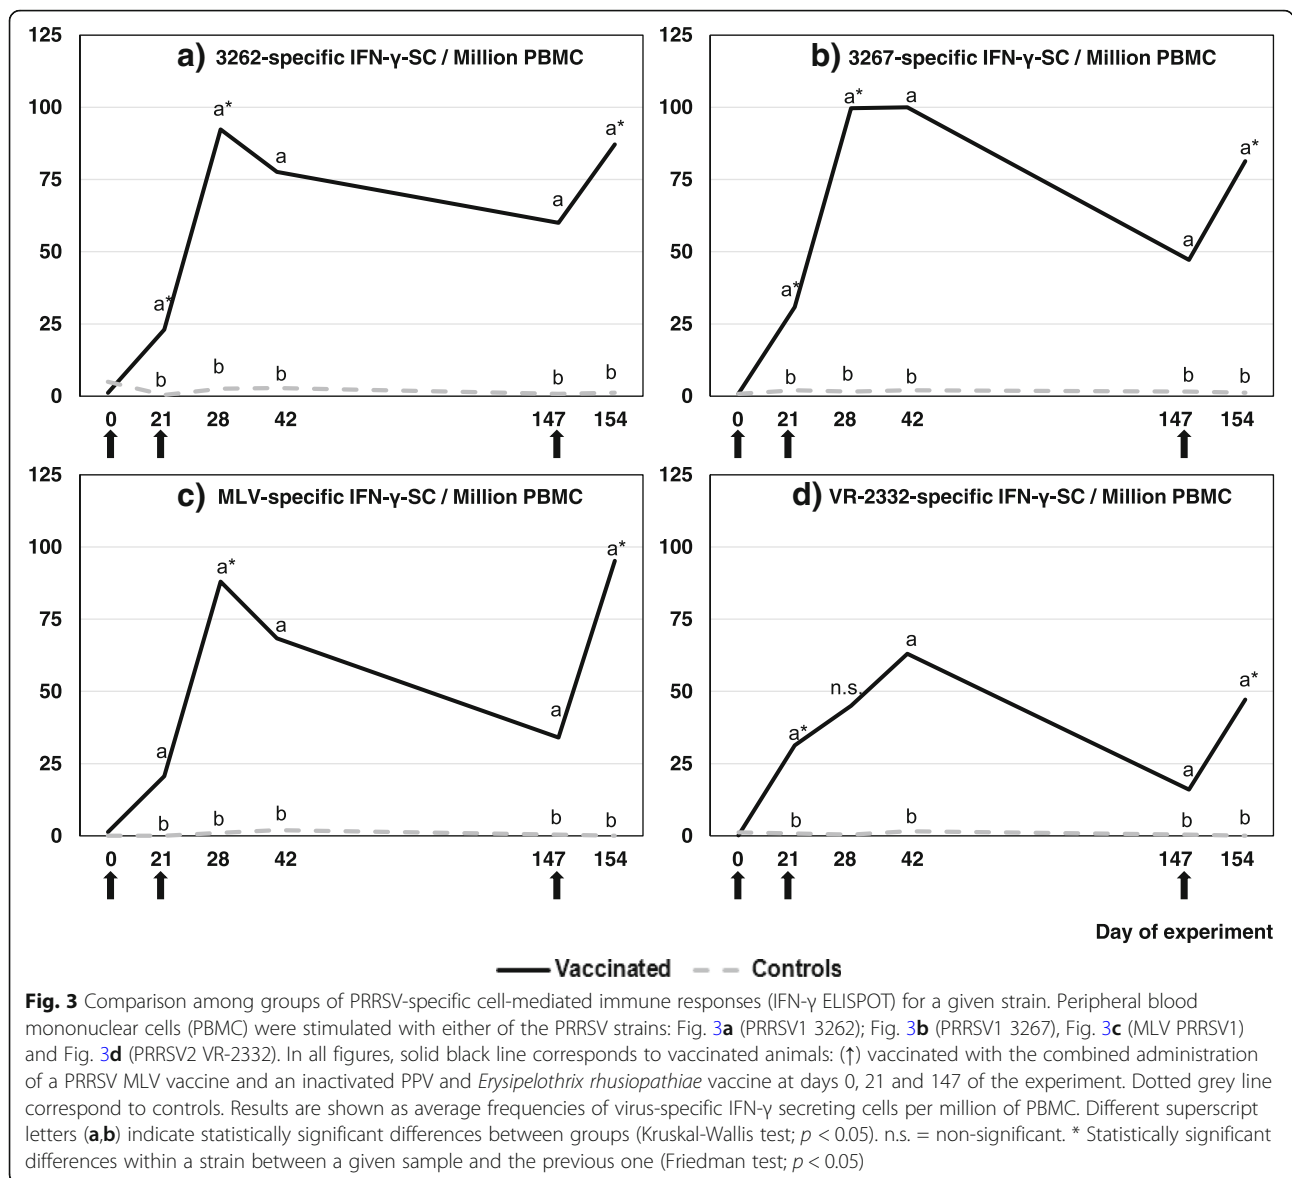 a) 3262-specific IFN-γ-SC / Million PBMC
125
100
75
50
25
0
a*
a*
a
a
a*
b
b
b
b
b
0 21 28 42 147 154
b) 3267-specific IFN-γ-SC / Million PBMC
125
100
75
50
25
0
a*
a*
a
a
a*
b
b
b
b
b
0 21 28 42 147 154
c) MLV-specific IFN-γ-SC / Million PBMC
125
100
75
50
25
0
a
a*
a
a
a*
b
b
b
b
b
0 21 28 42 147 154
d) VR-2332-specific IFN-γ-SC / Million PBMC
125
100
75
50
25
0
a*
n.s.
a
a
a*
b
b
b
b
0 21 28 42 147 154
Day of experiment
Vaccinated Controls
Fig. 3 Comparison among groups of PRRSV-specific cell-mediated immune responses (IFN-γ ELISPOT) for a given strain. Peripheral blood
mononuclear cells (PBMC) were stimulated with either of the PRRSV strains: Fig. 3a (PRRSV1 3262); Fig. 3b (PRRSV1 3267), Fig. 3c (MLV PRRSV1)
and Fig. 3d (PRRSV2 VR-2332). In all figures, solid black line corresponds to vaccinated animals: (↑) vaccinated with the combined administration
of a PRRSV MLV vaccine and an inactivated PPV and Erysipelothrix rhusiopathiae vaccine at days 0, 21 and 147 of the experiment. Dotted grey line
correspond to controls. Results are shown as average frequencies of virus-specific IFN-γ secreting cells per million of PBMC. Different superscript
letters (a,b) indicate statistically significant differences between groups (Kruskal-Wallis test; p < 0.05). n.s. = non-significant. * Statistically significant
differences within a strain between a given sample and the previous one (Friedman test; p < 0.05)